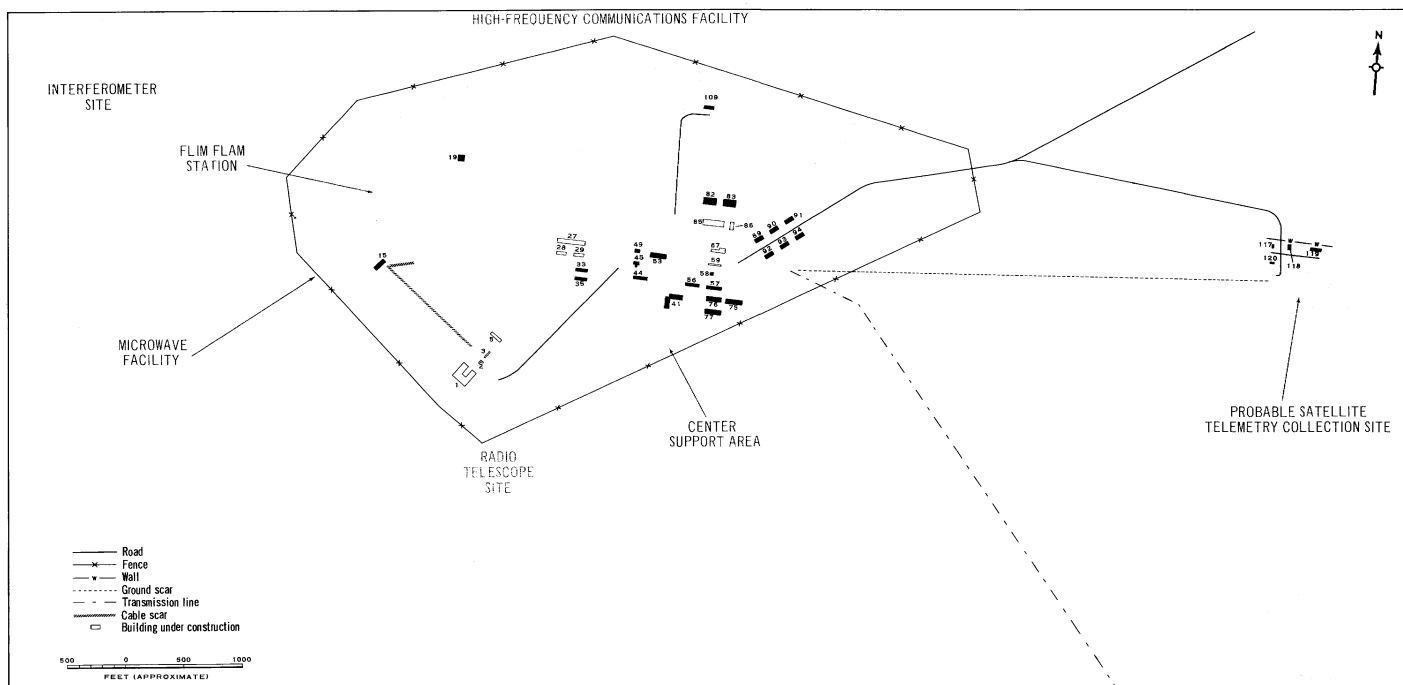 HIGH-FREQUENCY COMMUNICATIONS FACILITY
N
INTERFEROMETER
SITE
109
FLIM FLAM
STATION
19
82 83
85 86
91
90
89
94
93
92
27
28 29
49
45
53
67
59
58
33
44
35
56 57
15
41
76 75
77
117
118
119
120
W W
MICROWAVE
FACILITY
3
1
CENTER
SUPPORT AREA
PROBABLE SATELLITE
TELEMETRY COLLECTION SITE
RADIO
TELESCOPE
SITE
Road
Fence
Wall
Ground scar
Transmission line
Cable scar
Building under construction
500 0 500 1000
FEET (APPROXIMATE)